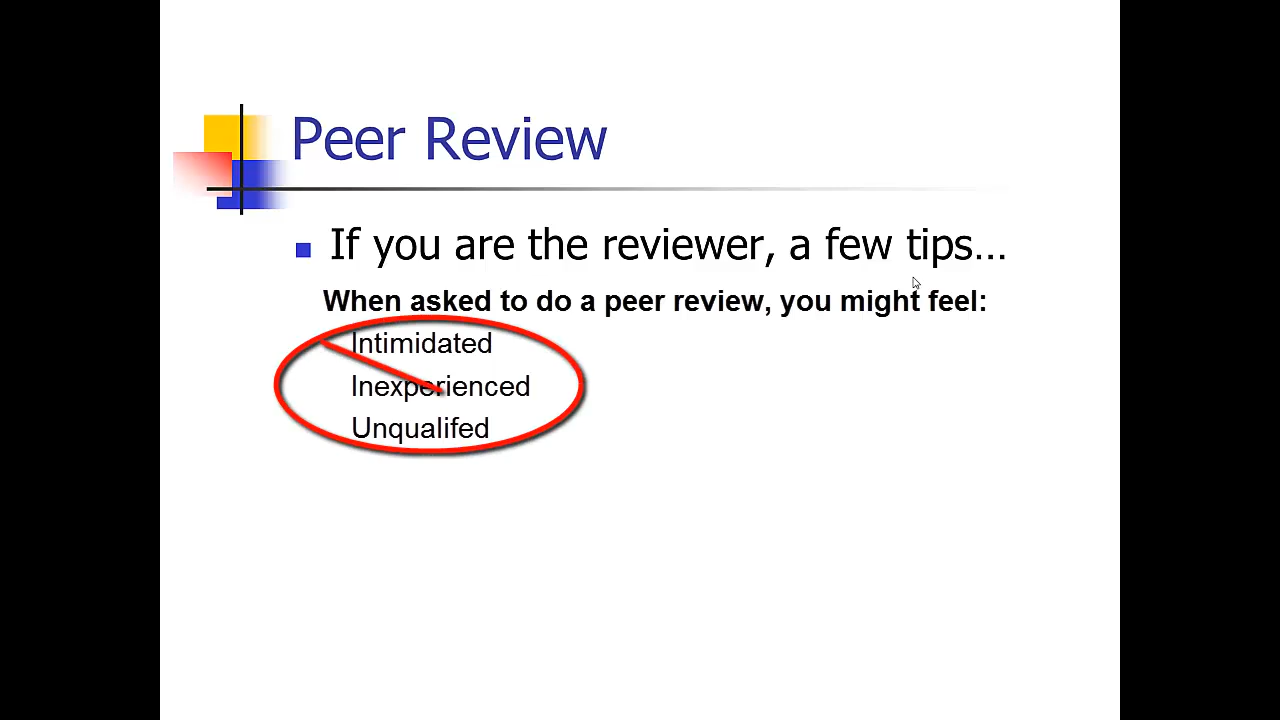 Peer Review
If you are the reviewer, a few tips...
When asked to do a peer review, you might feel:
Intimidated
Inexperienced
Unqualifed